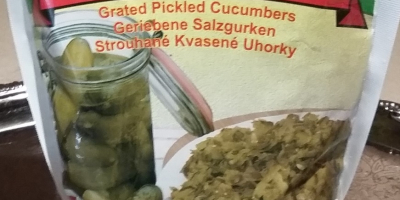 Grated Pickled Cucumbers
Geriebene Salzgurken
Strouhané Kvasené Uhorky